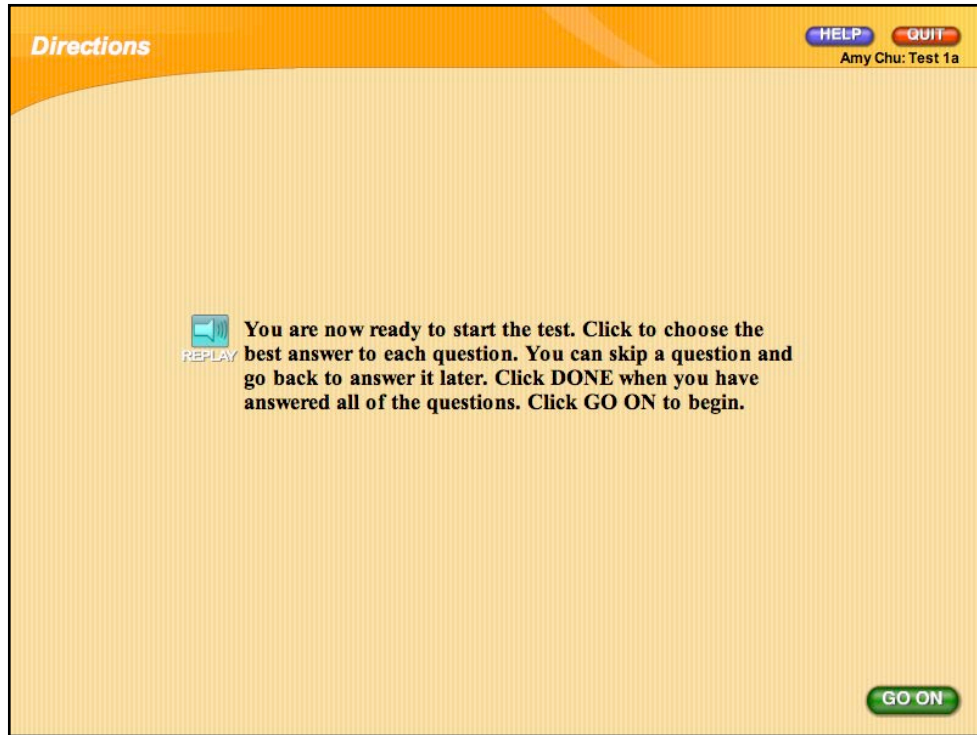 Directions
HELP
QUIT
Amy Chu: Test 1a
REPLAY
You are now ready to start the test. Click to choose the
best answer to each question. You can skip a question and
go back to answer it later. Click DONE when you have
answered all of the questions. Click GO ON to begin.
GO ON